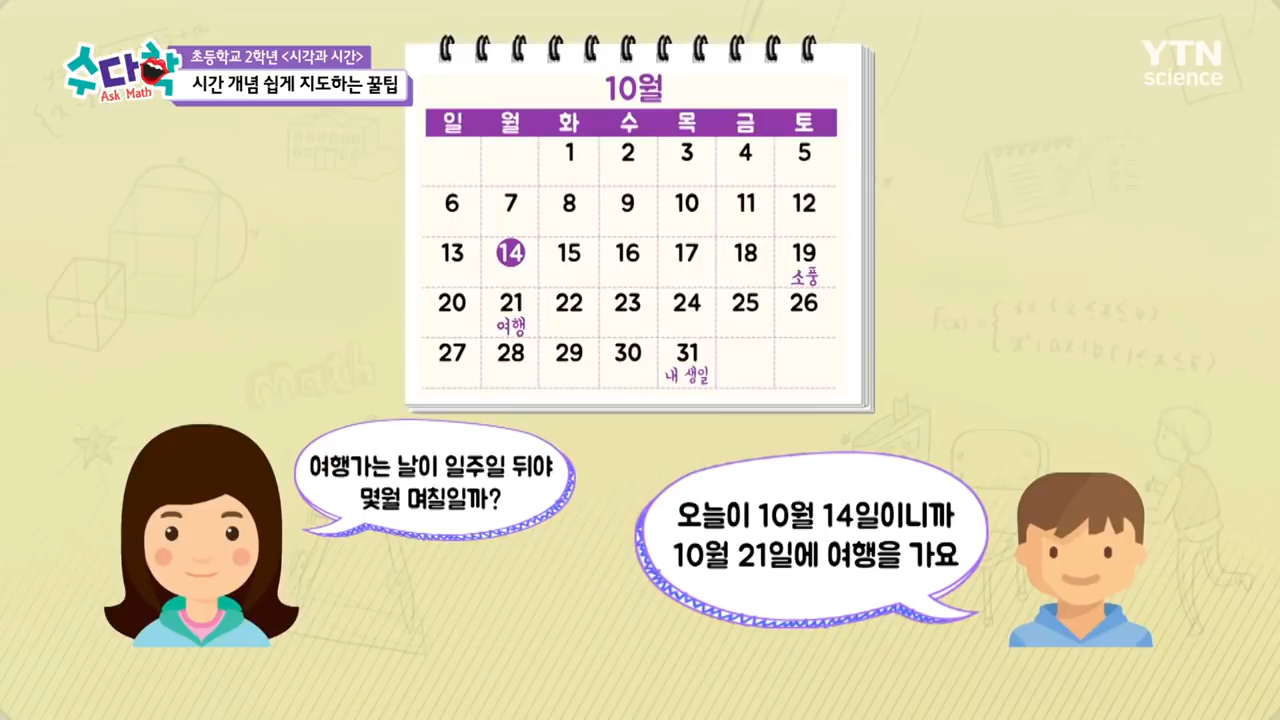 수다학
Ask Math
초등학교 2학년 <시각과 시간>
시간 개념 쉽게 지도하는 꿀팁
YTN
science
10월
일 월 화 수 목 금 토
1 2 3 4 5
6 7 8 9 10 11 12
13 14 15 16 17 18 19
소풍
20 21 22 23 24 25 26
여행
27 28 29 30 31
내 생일
여행가는 날이 일주일 뒤야
몇월 며칠일까?
오늘이 10월 14일이니까
10월 21일에 여행을 가요
math